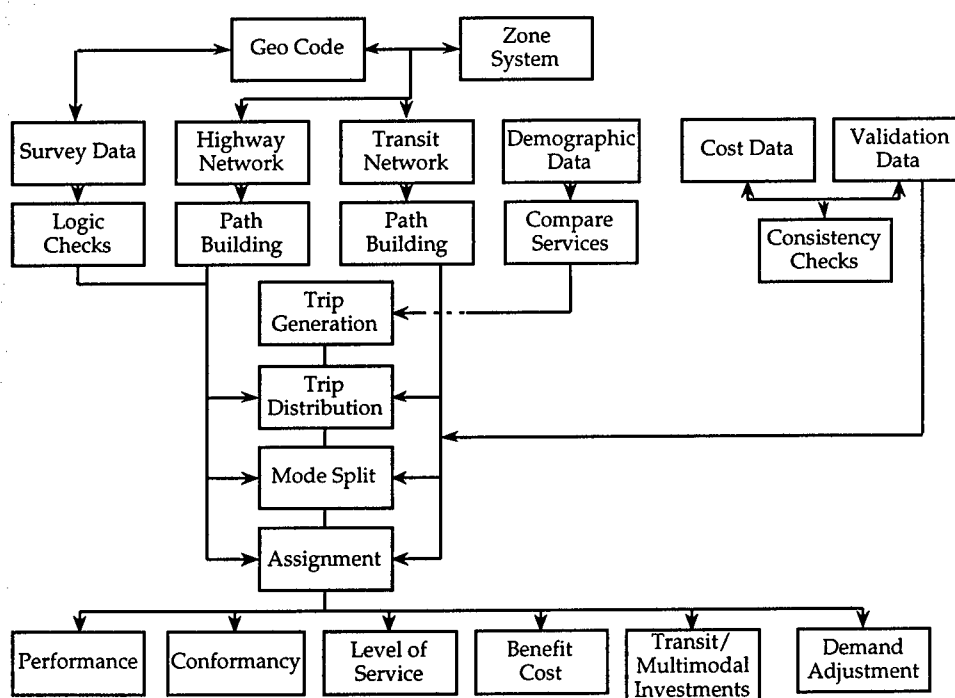 Geo Code
Zone
System
Survey Data
Highway
Network
Transit
Network
Demographic
Data
Cost Data
Validation
Data
Logic
Checks
Path
Building
Path
Building
Compare
Services
Consistency
Checks
Trip
Generation
Trip
Distribution
Mode Split
Assignment
Performance
Conformancy
Level of
Service
Benefit
Cost
Transit/
Multimodal
Investments
Demand
Adjustment